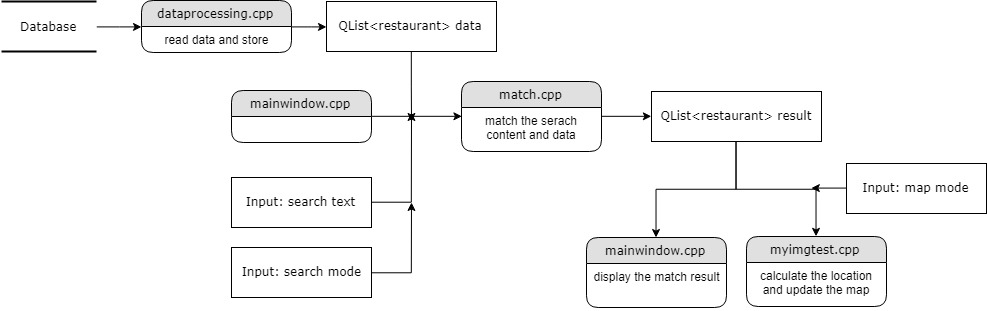 Database
dataprocessing.cpp
read data and store
QList<restaurant> data
mainwindow.cpp
match.cpp
match the serach
content and data
QList<restaurant> result
Input: search text
Input: map mode
Input: search mode
mainwindow.cpp
display the match result
myimgtest.cpp
calculate the location
and update the map